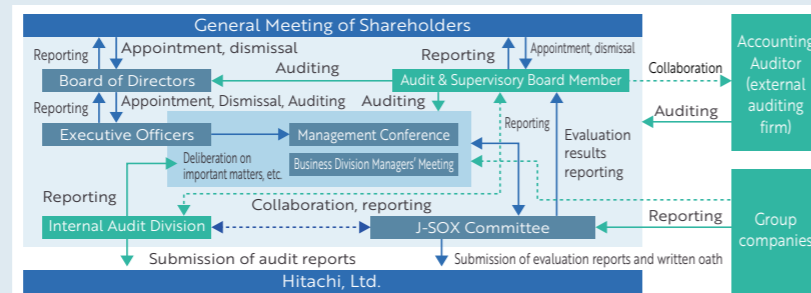 General Meeting of Shareholders
Reporting
Appointment, dismissal
Reporting
Appointment, dismissal
Board of Directors
Auditing
Audit & Supervisory Board Member
Collaboration
Accounting
Auditor
(external
auditing
firm)
Reporting
Appointment, Dismissal, Auditing
Auditing
Auditing
Executive Officers
Management Conference
Reporting
Evaluation
results
reporting
Deliberation on
important matters, etc.
Business Division Managers' Meeting
Reporting
Collaboration, reporting
Internal Audit Division
J-SOX Committee
Reporting
Group
companies
Submission of audit reports
Submission of evaluation reports and written oath
Hitachi, Ltd.